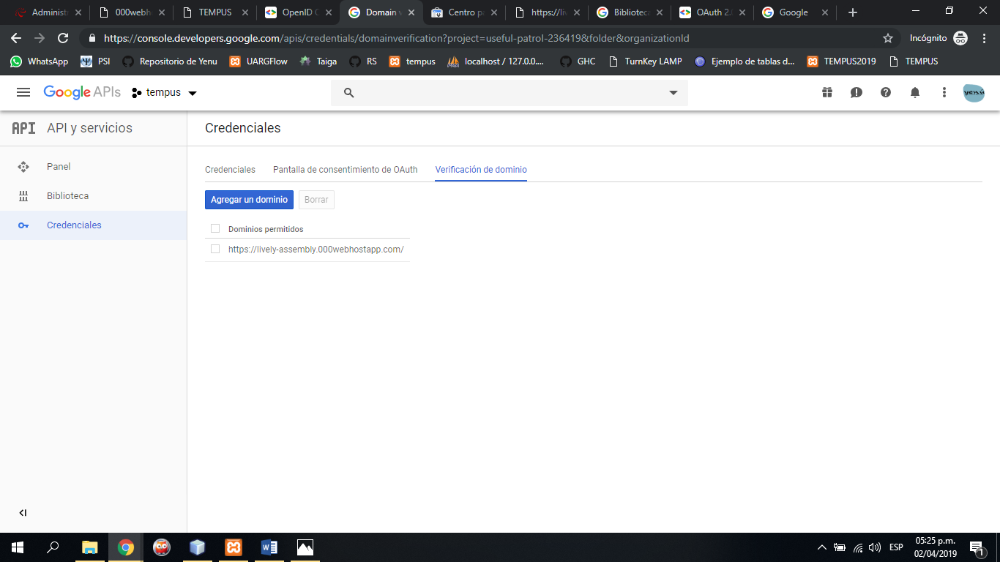 Administ
000webh
TEMPUS
OpenID C
Domain v
Centro pa
https://liv
Biblioteca
OAuth 2.0
Google
https://console.developers.google.com/apis/credentials/domainverification?project=useful-patrol-236419&folder&organizationId
Incógnito
WhatsApp
PSI
Repositorio de Yenu
UARGFlow
Taiga
RS
tempus
localhost / 127.0.0....
GHC
TurnKey LAMP
Ejemplo de tablas d...
TEMPUS2019
TEMPUS
Google APIs
tempus
yenú
API API y servicios
Credenciales
Panel
Biblioteca
Credenciales
Credenciales
Pantalla de consentimiento de OAuth
Verificación de dominio
Agregar un dominio
Borrar
Dominios permitidos
https://lively-assembly.000webhostapp.com/
ESP
05:25 p.m.
02/04/2019
1